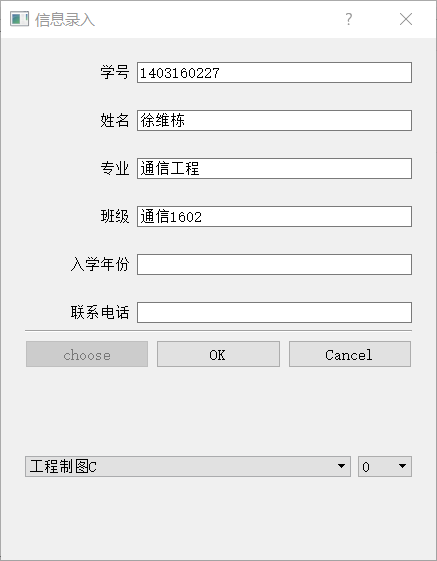 信息录入
学号 1403160227
姓名 徐维栋
专业 通信工程
班级 通信1602
入学年份
联系电话
choose OK Cancel
工程制图C 0